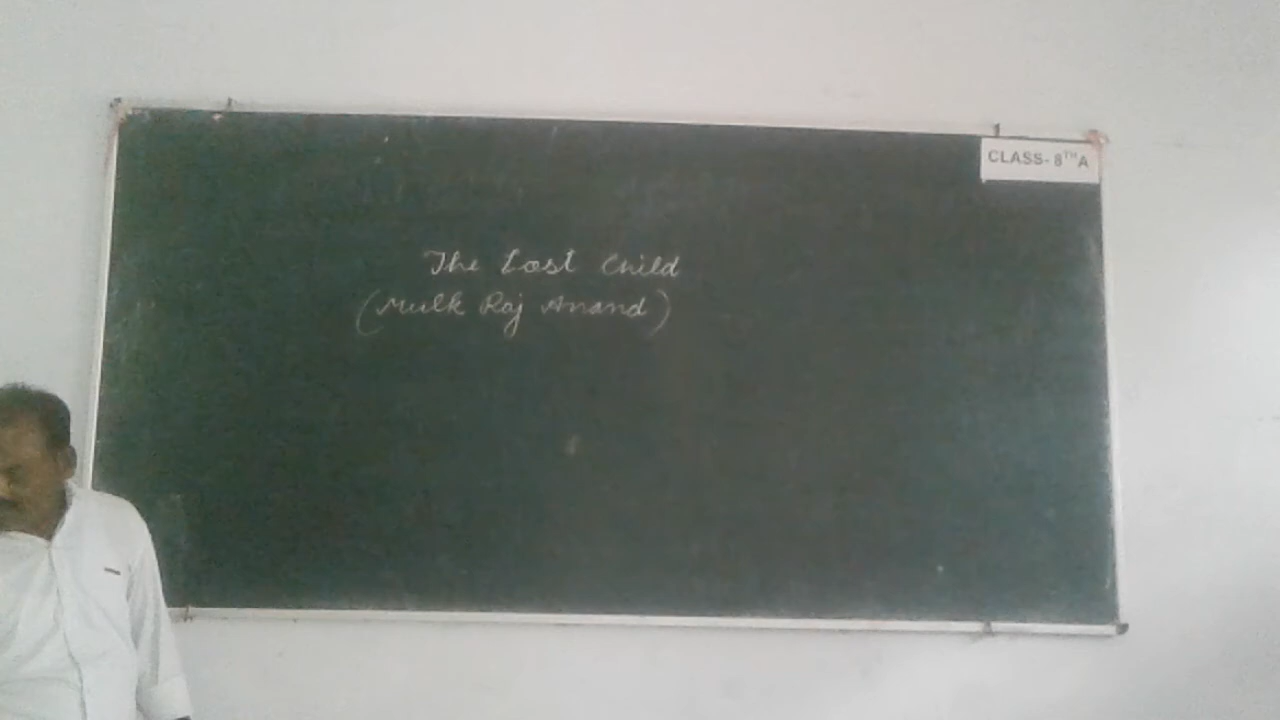 CLASS- 8TH A
The Lost Child
(Mulk Raj Anand)